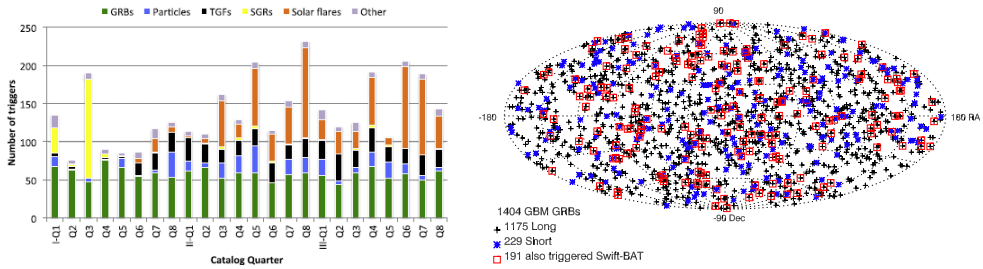 GRBs Particles TGFs SGRs Solar flares Other
250
200
150
100
50
0
Number of triggers
I-Q1 Q2 Q3 Q4 Q5 Q6 Q7 Q8 II-Q1 Q2 Q3 Q4 Q5 Q6 Q7 Q8 III-Q1 Q2 Q3 Q4 Q5 Q6 Q7 Q8
Catalog Quarter
90
-180
180 RA
-90 Dec
1404 GBM GRBs
1175 Long
229 Short
191 also triggered Swift-BAT